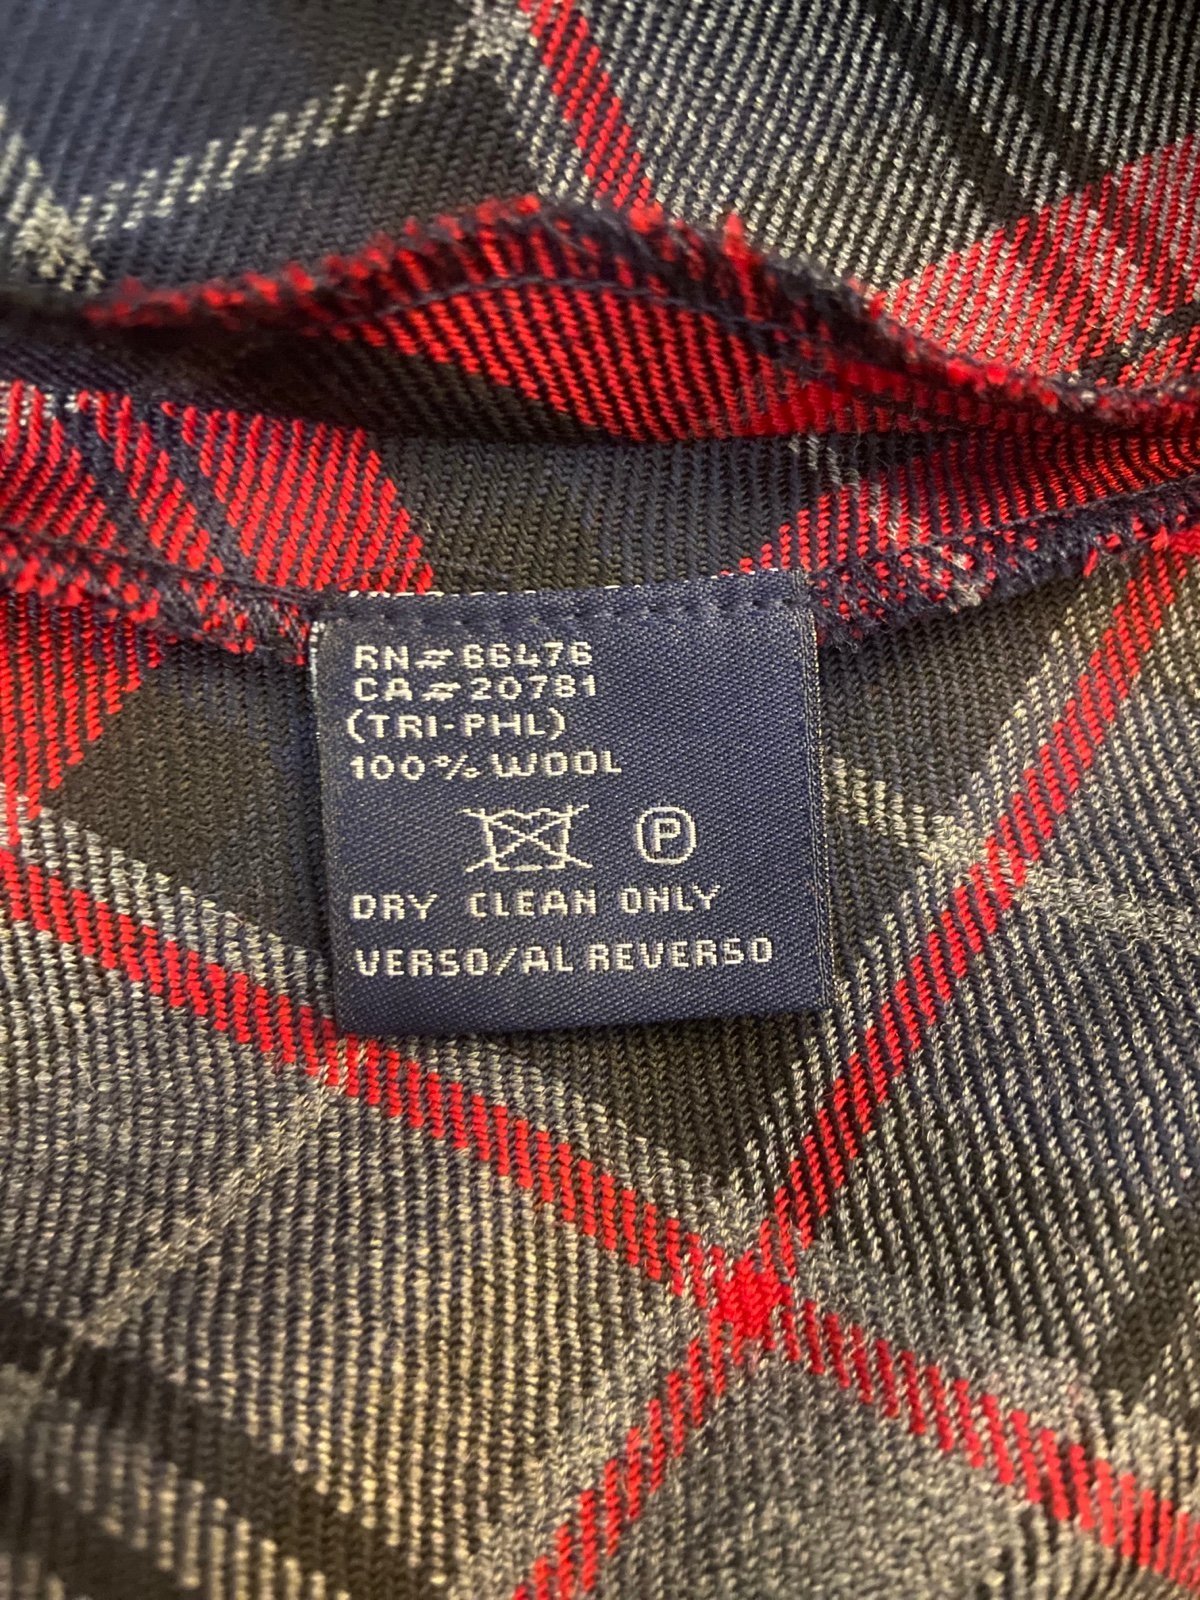 RN#66476
CA#20781
(TRI-PHL)
100% WOOL
P
DRY CLEAN ONLY
VERSO/AL REVERSO